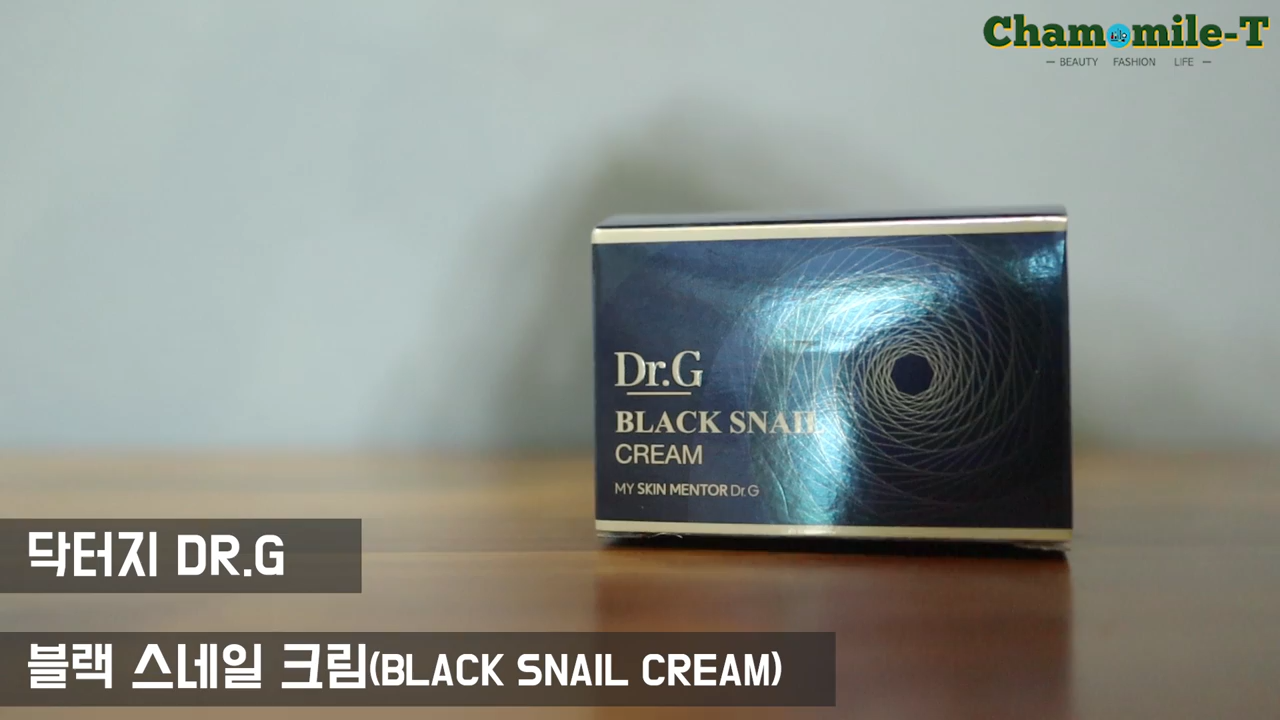 Chamomile-T
BEAUTY FASHION LIFE
Dr.G
BLACK SNAIL
CREAM
MY SKIN MENTOR Dr.G
닥터지 DR.G
블랙 스네일 크림(BLACK SNAIL CREAM)